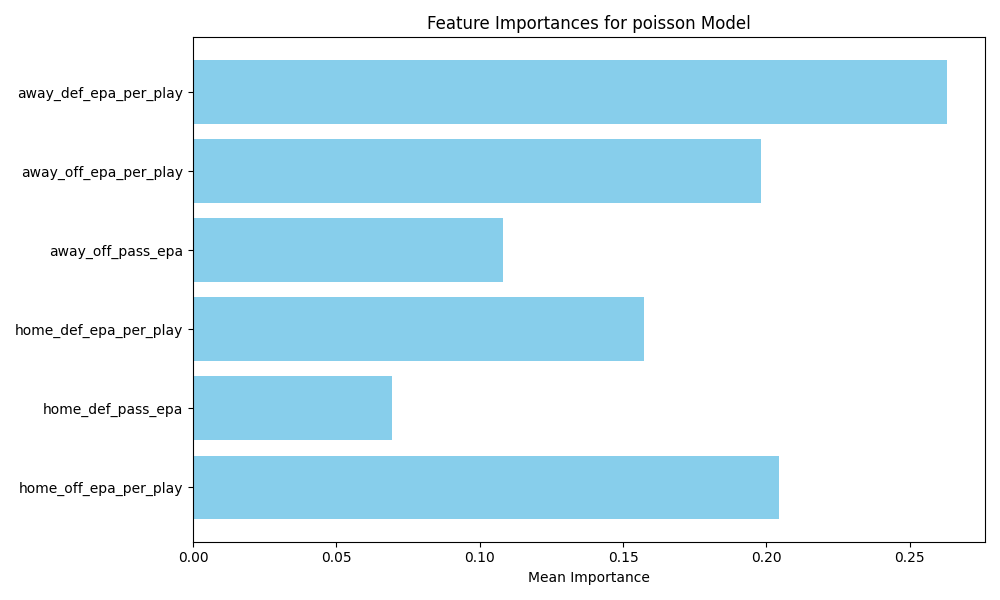 Feature Importances for poisson Model
away_def_epa_per_play
away_off_epa_per_play
away_off_pass_epa
home_def_epa_per_play
home_def_pass_epa
home_off_epa_per_play
0.00 0.05 0.10 0.15 0.20 0.25
Mean Importance